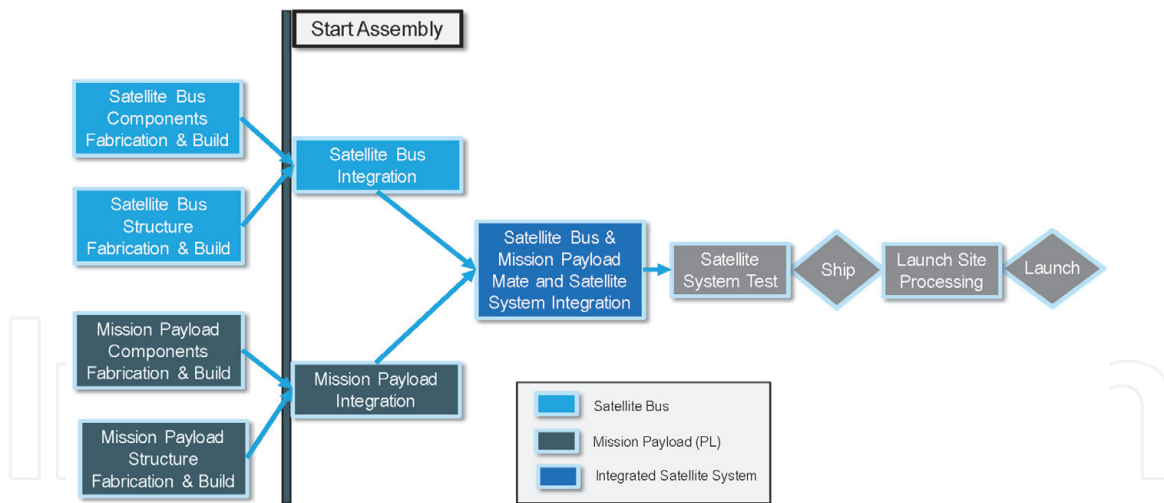 Start Assembly
Satellite Bus
Components
Fabrication & Build
Satellite Bus
Structure
Fabrication & Build
Mission Payload
Components
Fabrication & Build
Mission Payload
Structure
Fabrication & Build
Satellite Bus
Integration
Mission Payload
Integration
Satellite Bus &
Mission Payload
Mate and Satellite
System Integration
Satellite
System Test
Ship
Launch Site
Processing
Launch
Satellite Bus
Mission Payload (PL)
Integrated Satellite System